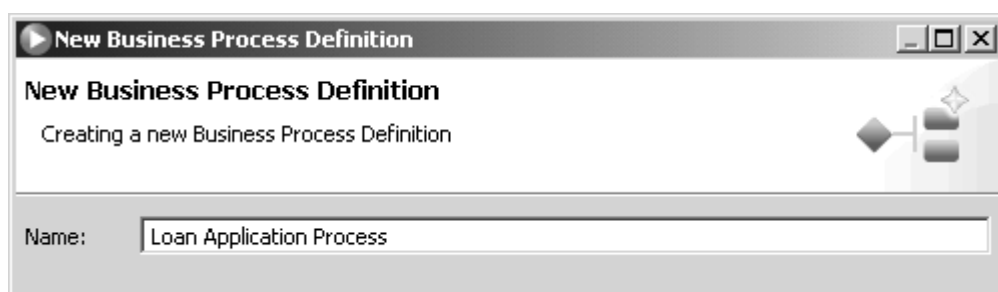 New Business Process Definition
New Business Process Definition
Creating a new Business Process Definition
Name: Loan Application Process